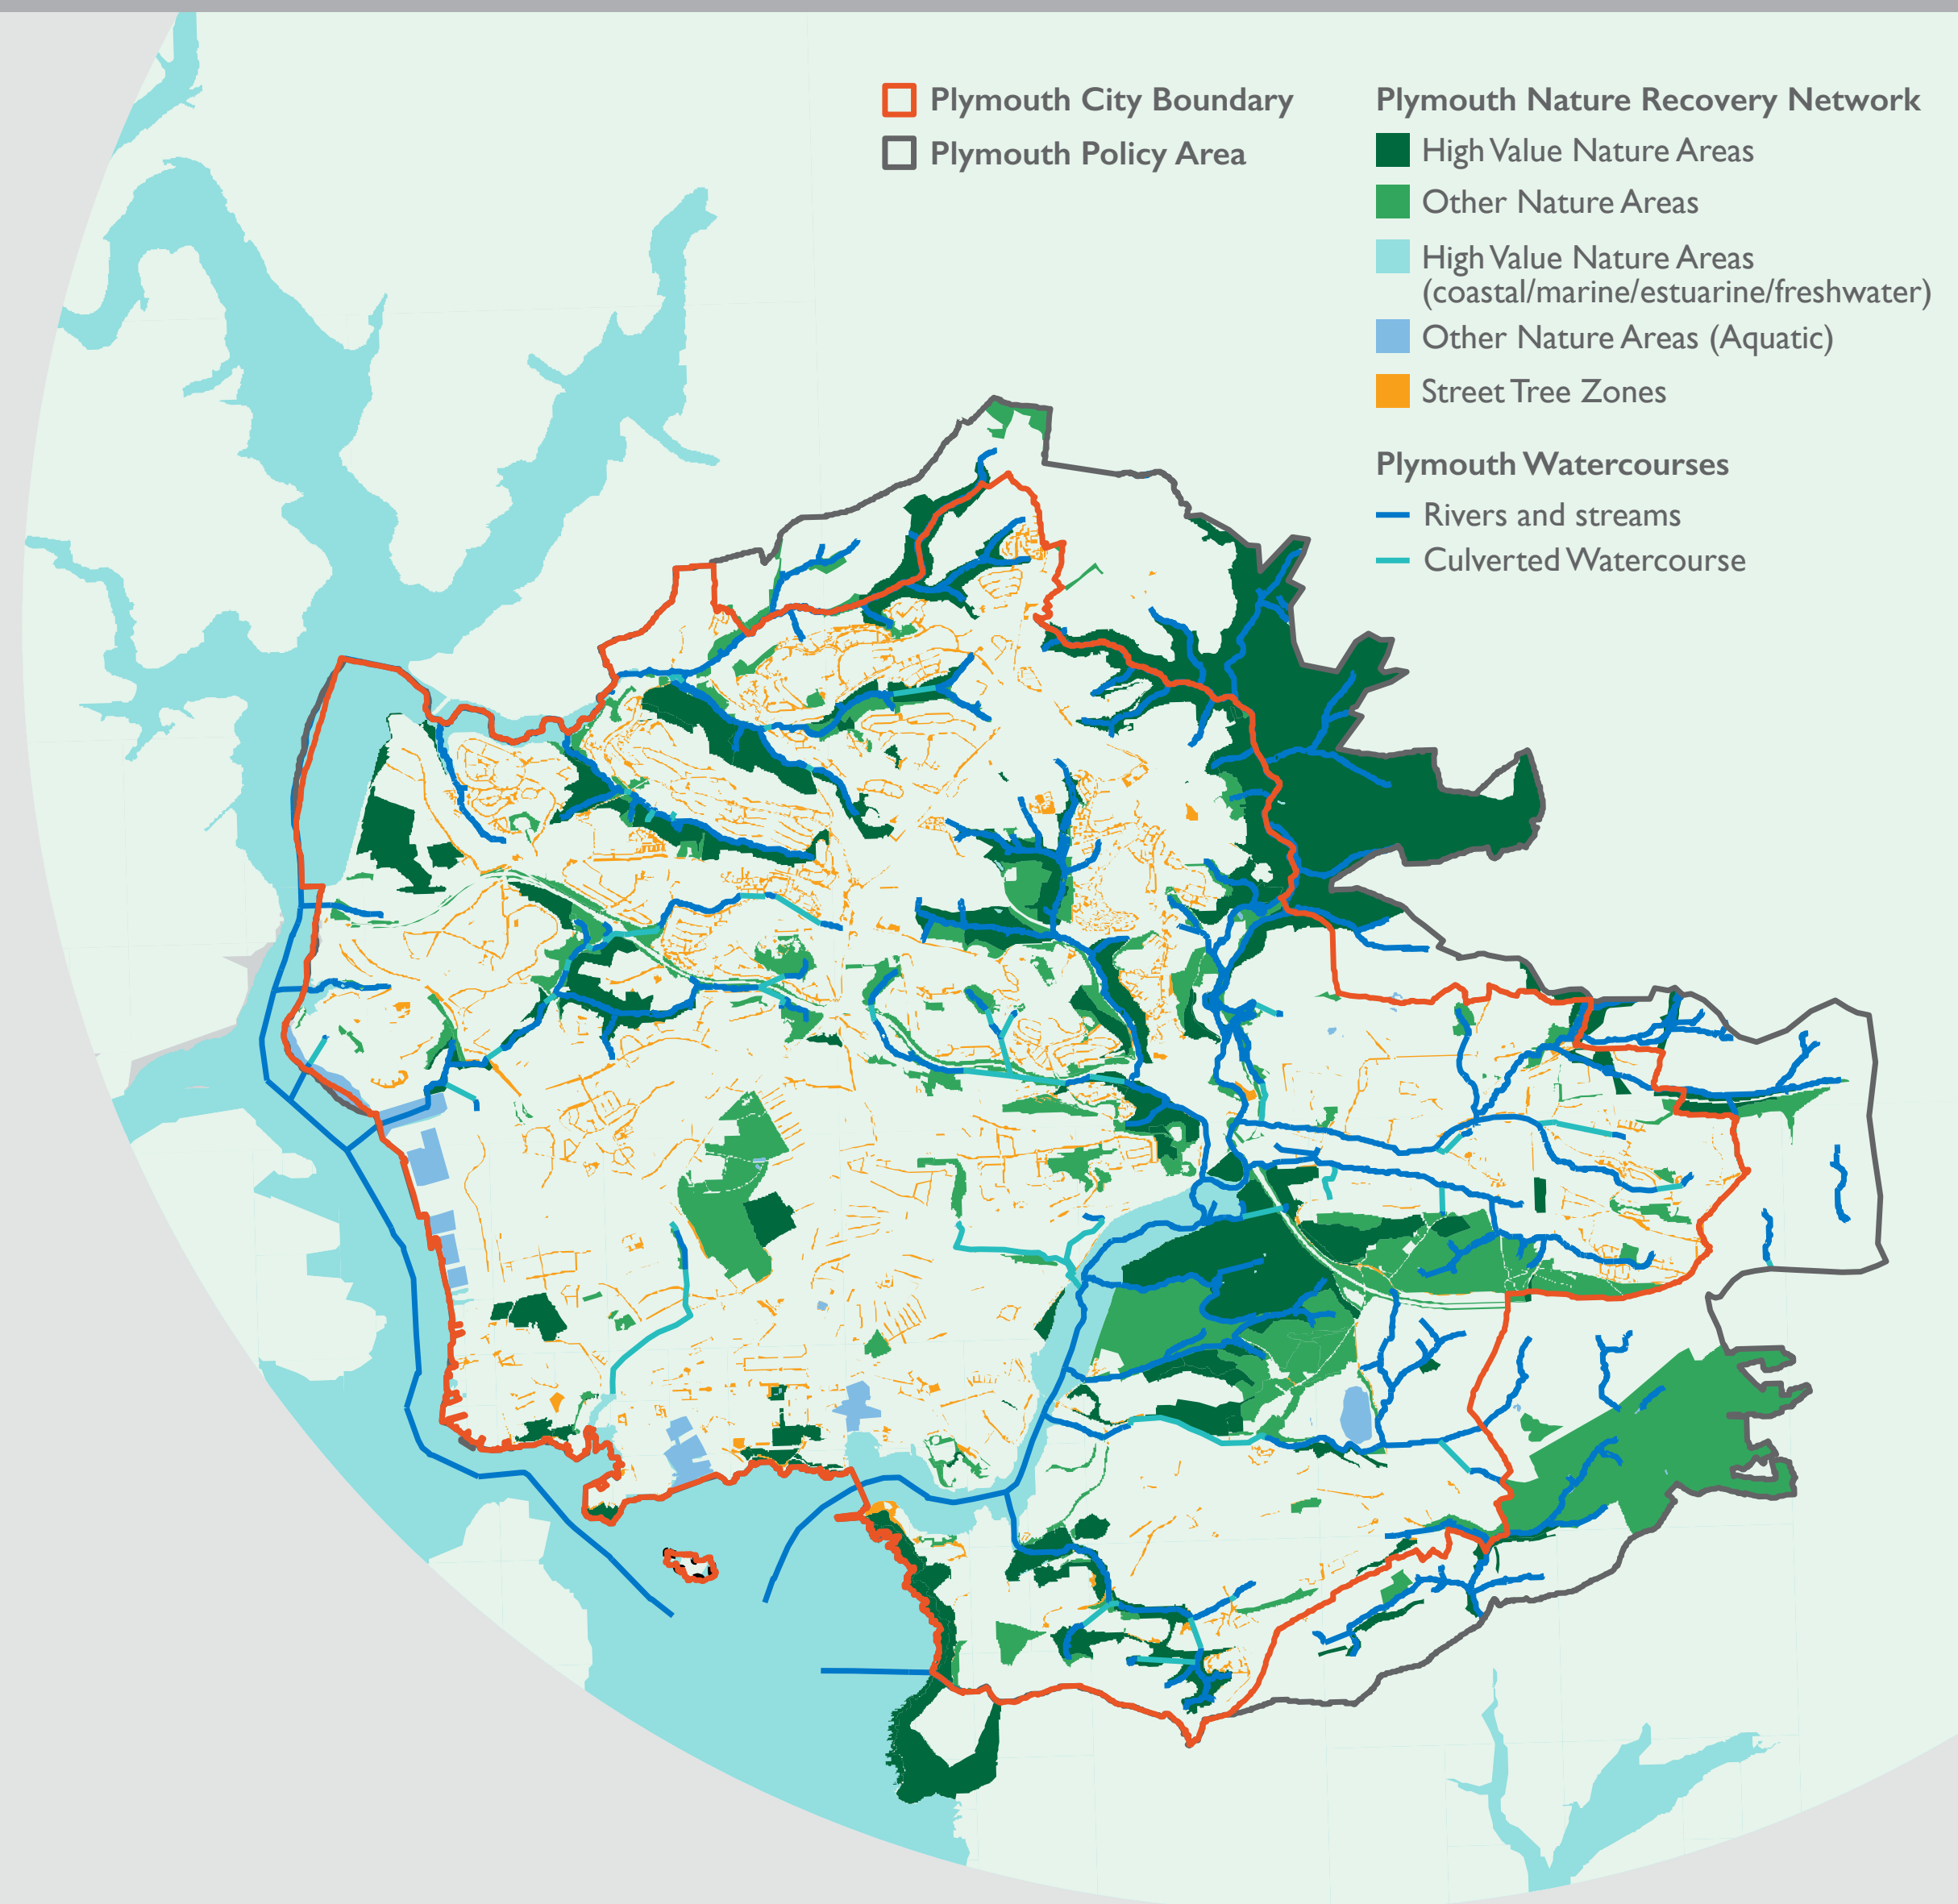 Plymouth City Boundary
Plymouth Policy Area
Plymouth Nature Recovery Network
High Value Nature Areas
Other Nature Areas
High Value Nature Areas
(coastal/marine/estuarine/freshwater)
Other Nature Areas (Aquatic)
Street Tree Zones
Plymouth Watercourses
Rivers and streams
Culverted Watercourse